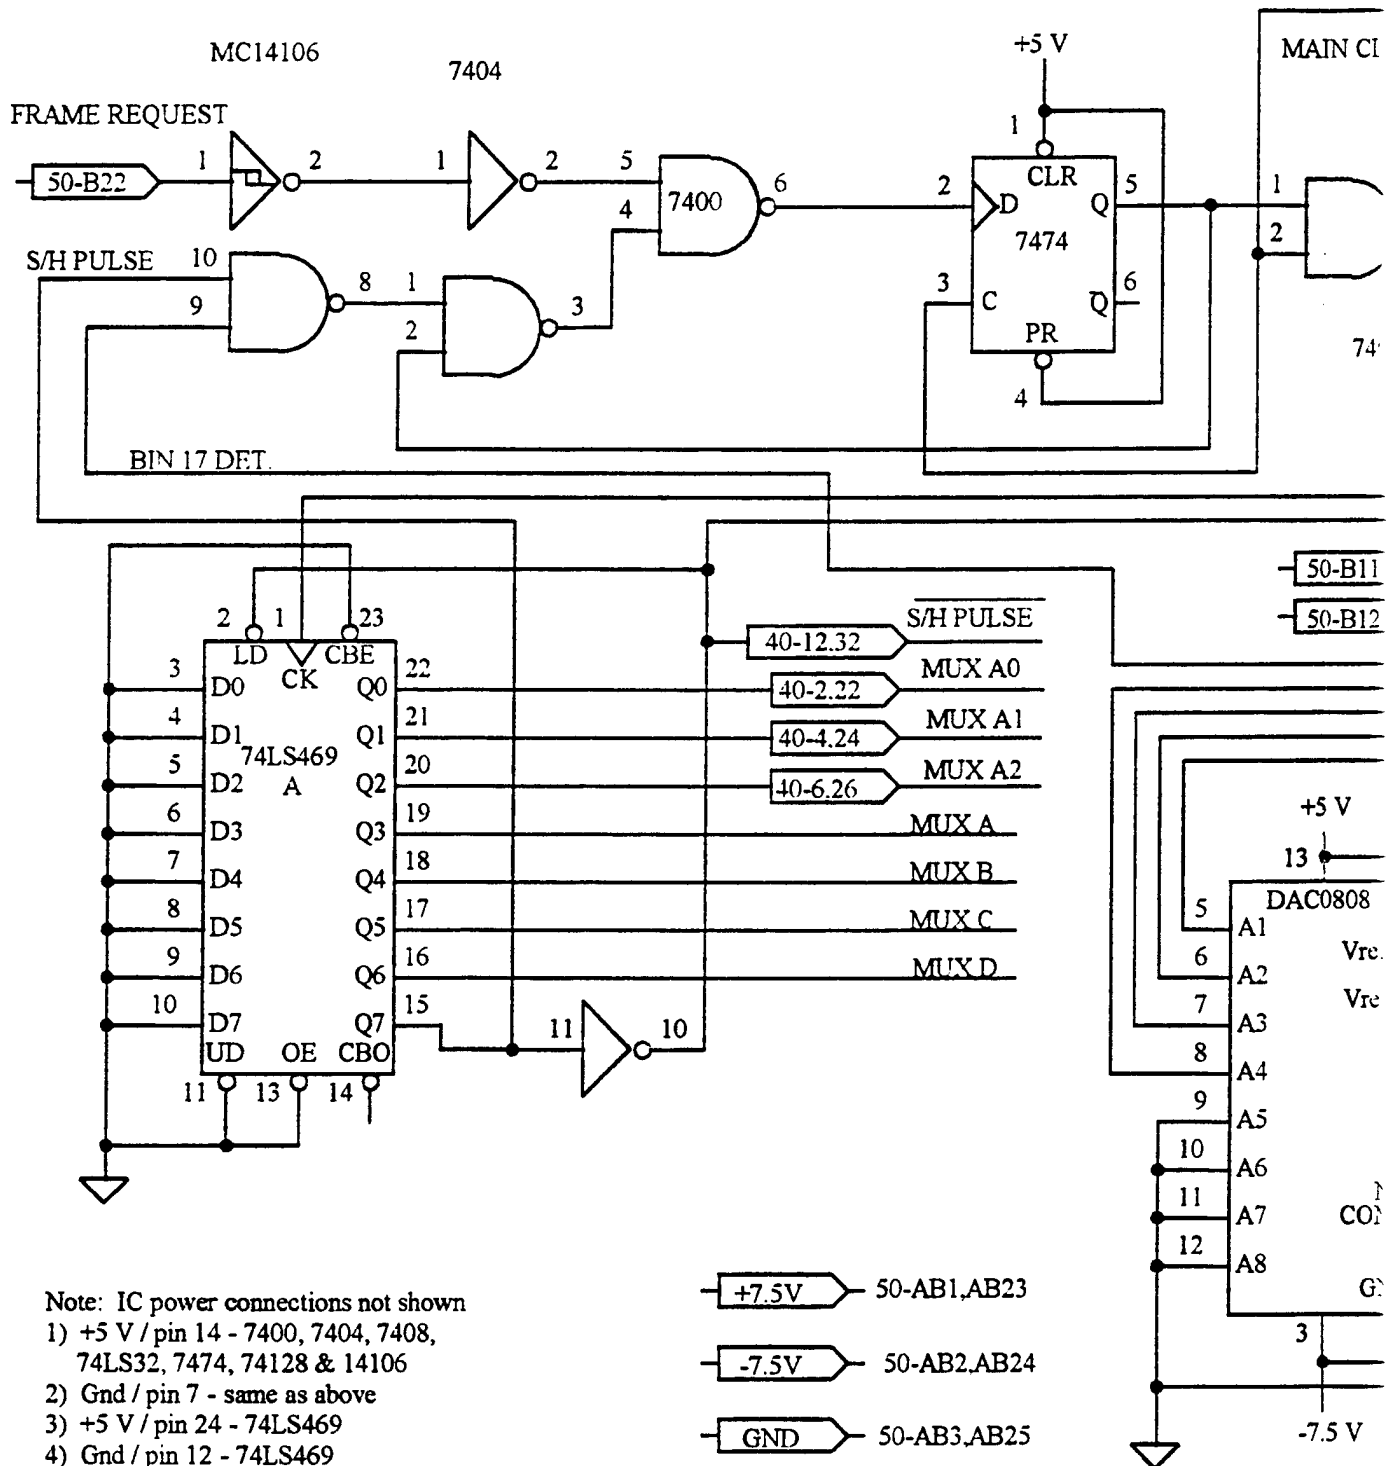 MC14106
7404
+5 V
MAIN CI
FRAME REQUEST
50-B22
1 2 1 2 5 4 7400 6
1 CLR
2 D Q 5
7474
3 C Q 6
PR
4
1
2
74
S/H PULSE 10 9 8 1 2 3
BIN 17 DET.
50-B11
50-B12
2 1 23
LD CK CBE
S/H PULSE
40-12.32
3 D0 Q0 22 40-2.22 MUX A0
4 D1 Q1 21 40-4.24 MUX A1
74LS469
A
5 D2 Q2 20 40-6.26 MUX A2
6 D3 Q3 19 MUX A
7 D4 Q4 18 MUX B
8 D5 Q5 17 MUX C
9 D6 Q6 16 MUX D
10 D7 Q7 15
UD OE CBO
11 13 14
11 10
+5 V
13
DAC0808
5 A1
Vre.
6 A2
Vre
7 A3
8 A4
9 A5
10 A6
11 A7
CON
12 A8
G
3
-7.5 V
Note: IC power connections not shown
1) +5 V / pin 14 - 7400, 7404, 7408,
74LS32, 7474, 74128 & 14106
2) Gnd / pin 7 - same as above
3) +5 V / pin 24 - 74LS469
4) Gnd / pin 12 - 74LS469
+7.5V 50-AB1,AB23
-7.5V 50-AB2,AB24
GND 50-AB3,AB25